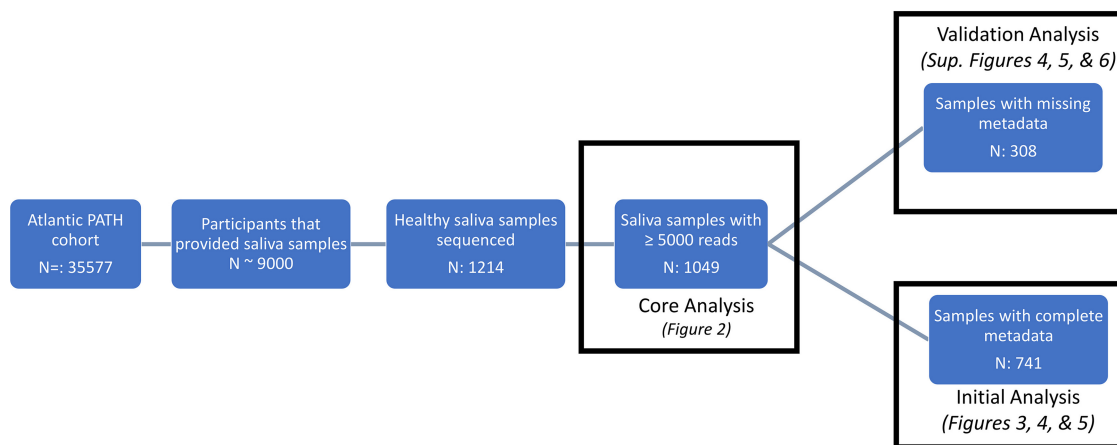 Atlantic PATH
cohort
N=: 35577
Participants that
provided saliva samples
N ~ 9000
Healthy saliva samples
sequenced
N: 1214
Saliva samples with
≥ 5000 reads
N: 1049
Core Analysis
(Figure 2)
Validation Analysis
(Sup. Figures 4, 5, & 6)
Samples with missing
metadata
N: 308
Samples with complete
metadata
N: 741
Initial Analysis
(Figures 3, 4, & 5)